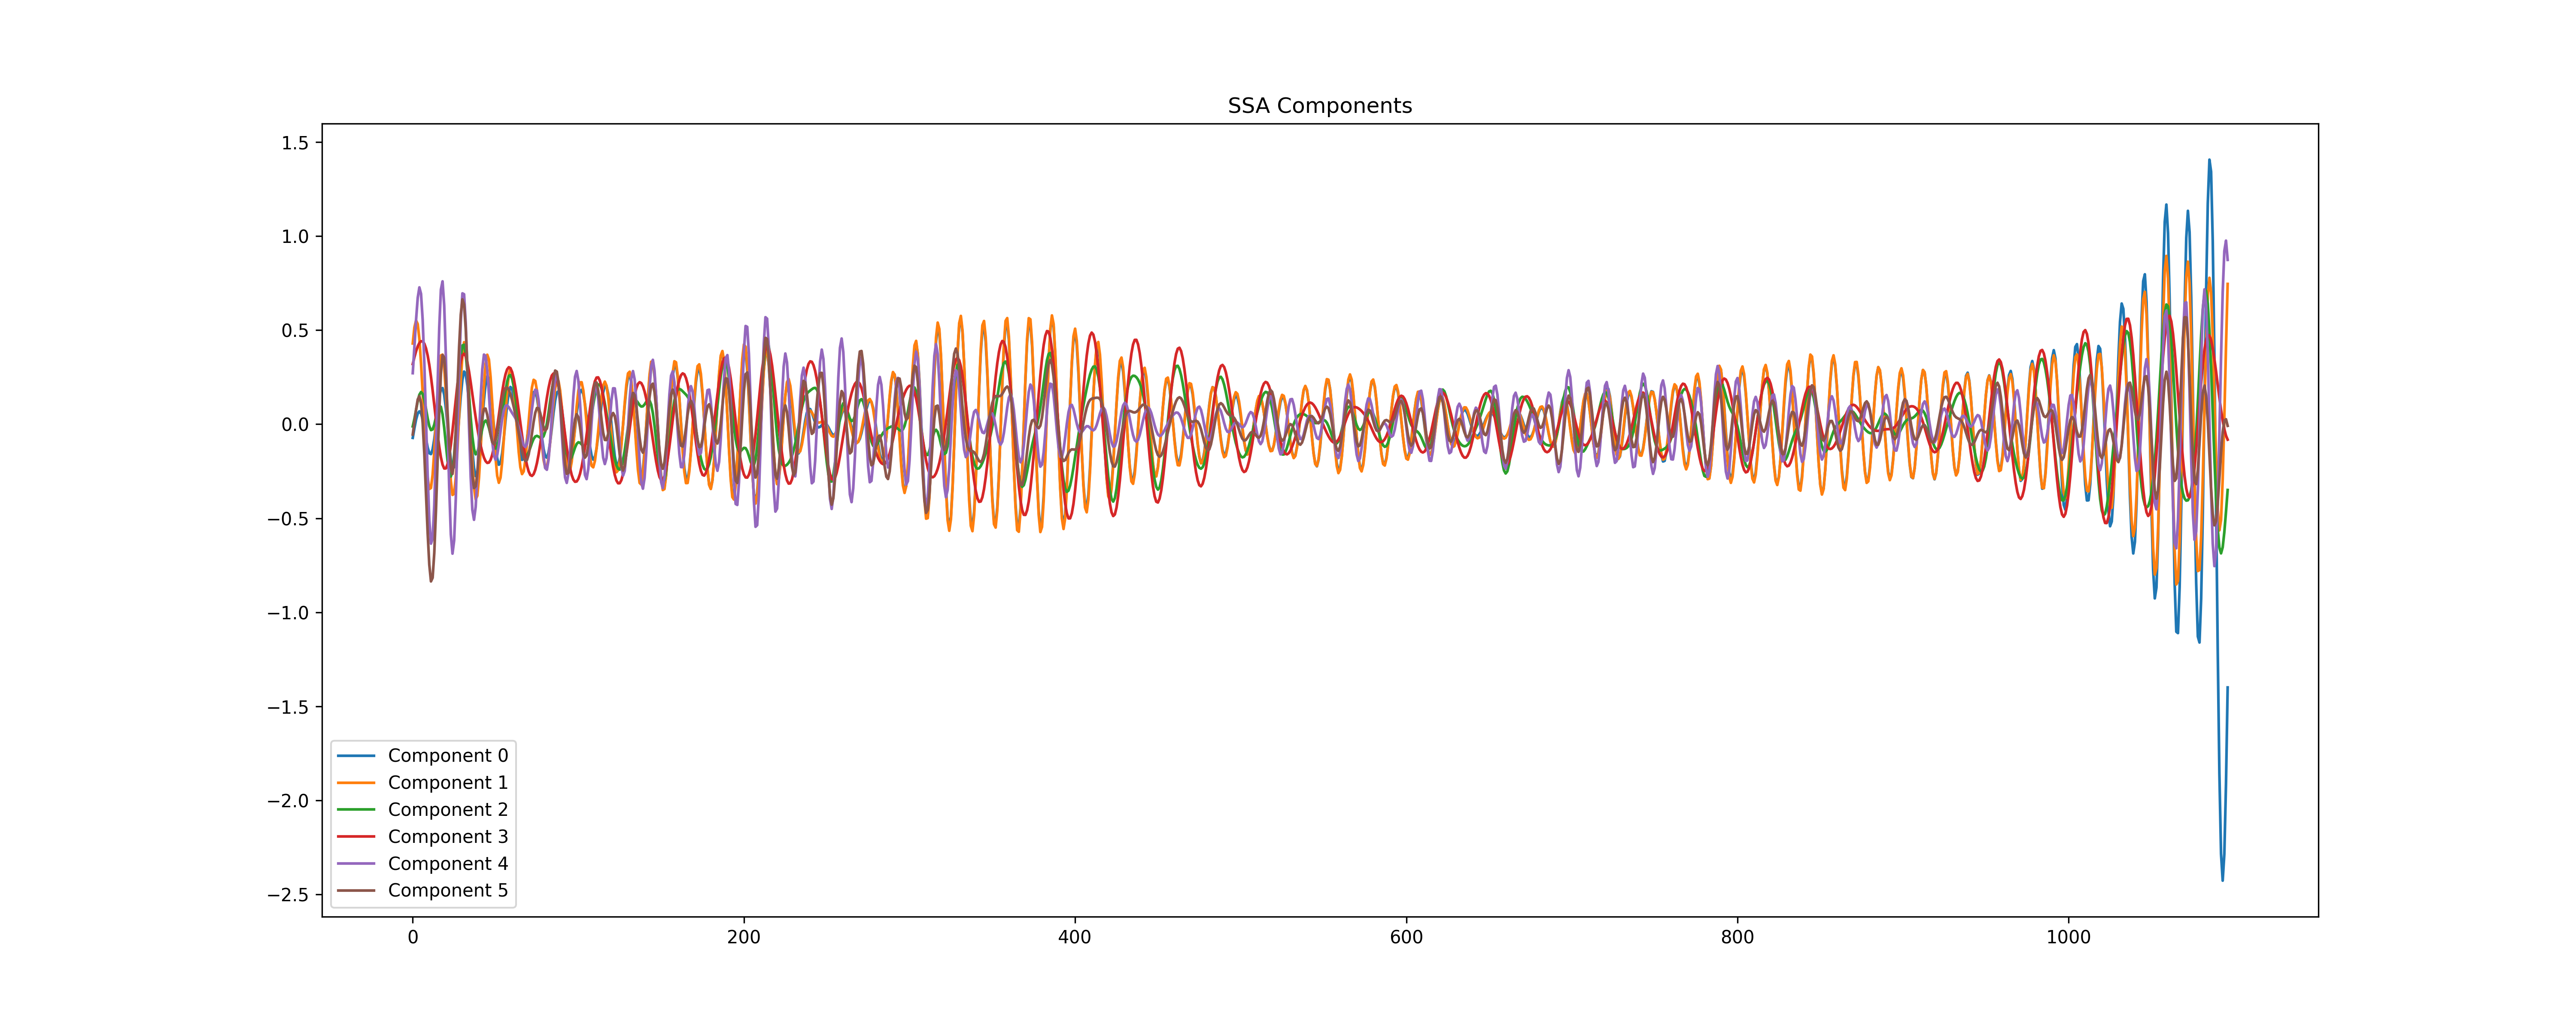 SSA Components
1.5
1.0
0.5
0.0
−0.5
−1.0
−1.5
−2.0
−2.5
Component 0
Component 1
Component 2
Component 3
Component 4
Component 5
0 200 400 600 800 1000